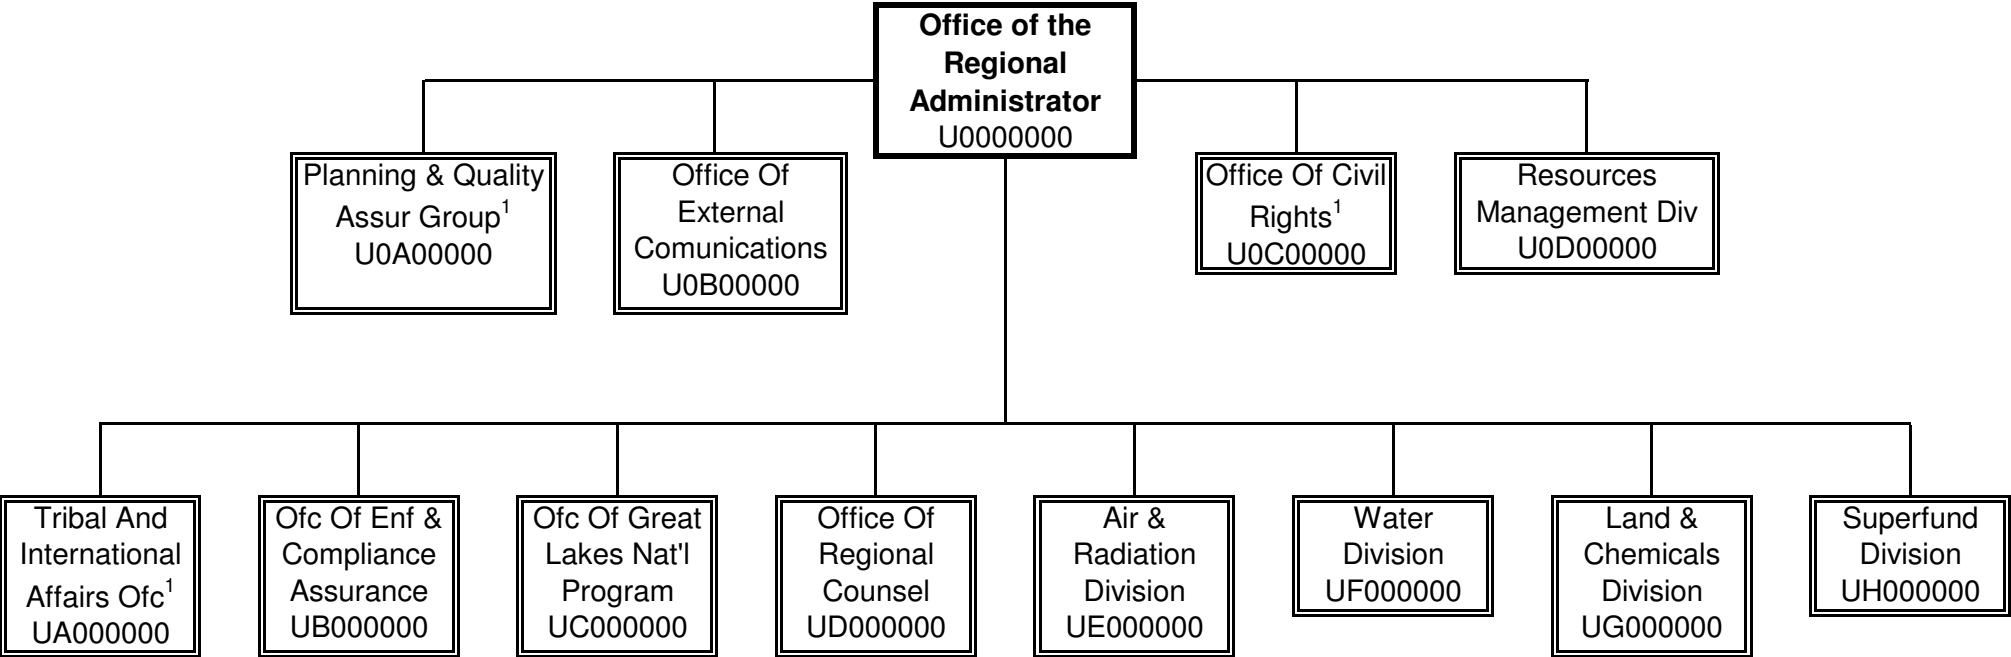 Office of the
Regional
Administrator
U0000000
Planning & Quality
Assur Group¹
U0A00000
Office Of
External
Comunications
U0B00000
Office Of Civil
Rights¹
U0C00000
Resources
Management Div
U0D00000
Tribal And
International
Affairs Ofc¹
UA000000
Ofc Of Enf &
Compliance
Assurance
UB000000
Ofc Of Great
Lakes Nat'l
Program
UC000000
Office Of
Regional
Counsel
UD000000
Air &
Radiation
Division
UE000000
Water
Division
UF000000
Land &
Chemicals
Division
UG000000
Superfund
Division
UH000000